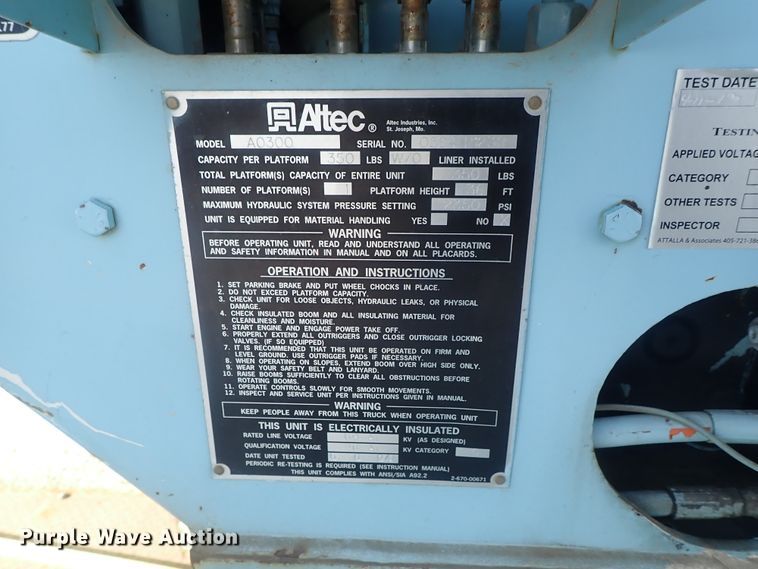 77
Altec ® Altec Industries, Inc.
St. Joseph, Mo.
MODEL A0300 SERIAL NO.
CAPACITY PER PLATFORM 350 LBS W/O LINER INSTALLED
TOTAL PLATFORM(S) CAPACITY OF ENTIRE UNIT LBS
NUMBER OF PLATFORM(S) 1 PLATFORM HEIGHT FT
MAXIMUM HYDRAULIC SYSTEM PRESSURE SETTING PSI
UNIT IS EQUIPPED FOR MATERIAL HANDLING YES NO
WARNING
BEFORE OPERATING UNIT, READ AND UNDERSTAND ALL OPERATING
AND SAFETY INFORMATION IN MANUAL AND ON ALL PLACARDS.
OPERATION AND INSTRUCTIONS
1. SET PARKING BRAKE AND PUT WHEEL CHOCKS IN PLACE.
2. DO NOT EXCEED PLATFORM CAPACITY.
3. CHECK UNIT FOR LOOSE OBJECTS, HYDRAULIC LEAKS, OR PHYSICAL
DAMAGE.
4. CHECK INSULATED BOOM AND ALL INSULATING MATERIAL FOR
CLEANLINESS AND MOISTURE.
5. START ENGINE AND ENGAGE POWER TAKE OFF.
6. PROPERLY EXTEND ALL OUTRIGGERS AND CLOSE OUTRIGGER LOCKING
VALVES. (IF SO EQUIPPED)
7. IT IS RECOMMENDED THAT THIS UNIT BE OPERATED ON FIRM AND
LEVEL GROUND. USE OUTRIGGER PADS IF NECESSARY.
8. WHEN OPERATING ON SLOPES, EXTEND BOOM OVER HIGH SIDE ONLY.
9. WEAR YOUR SAFETY BELT AND LANYARD.
10. RAISE BOOMS SUFFICIENTLY TO CLEAR ALL OBSTRUCTIONS BEFORE
ROTATING BOOMS.
11. OPERATE CONTROLS SLOWLY FOR SMOOTH MOVEMENTS.
12. INSPECT AND SERVICE UNIT PER INSTRUCTIONS GIVEN IN MANUAL.
WARNING
KEEP PEOPLE AWAY FROM THIS TRUCK WHEN OPERATING UNIT
THIS UNIT IS ELECTRICALLY INSULATED
RATED LINE VOLTAGE KV (AS DESIGNED)
QUALIFICATION VOLTAGE KV CATEGORY
DATE UNIT TESTED
PERIODIC RE-TESTING IS REQUIRED (SEE INSTRUCTION MANUAL)
THIS UNIT COMPLIES WITH ANSI/SIA A92.2 2-670-00671
TEST DATE
TESTIN
APPLIED VOLTAG
CATEGORY
OTHER TESTS
INSPECTOR
ATTALLA & Associates 405-721-38
Purple Wave Auction